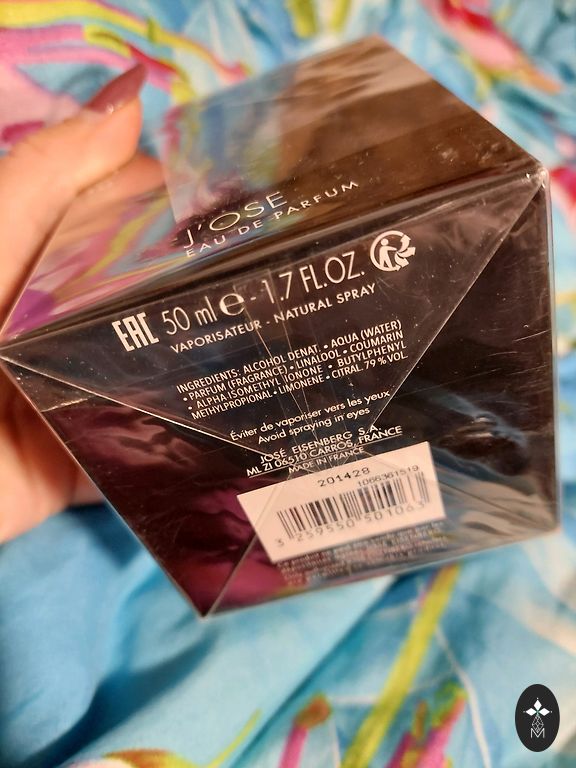 J'OSE
EAU DE PARFUM
EAC 50 ml e - 1.7 FL.OZ.
VAPORISATEUR - NATURAL SPRAY
INGREDIENTS: ALCOHOL DENAT. • AQUA (WATER)
• PARFUM (FRAGRANCE) • LINALOOL • COUMARIN
• ALPHA ISOMETHYL IONONE • BUTYLPHENYL
METHYLPROPIONAL • LIMONENE • CITRAL 79 % VOL
Éviter de vaporiser vers les yeux
Avoid spraying in eyes
JOSÉ EISENBERG S.A.
MLZI 06510 CARROS, FRANCE
MADE IN FRANCE
201428
1066361519
3 259550 501063